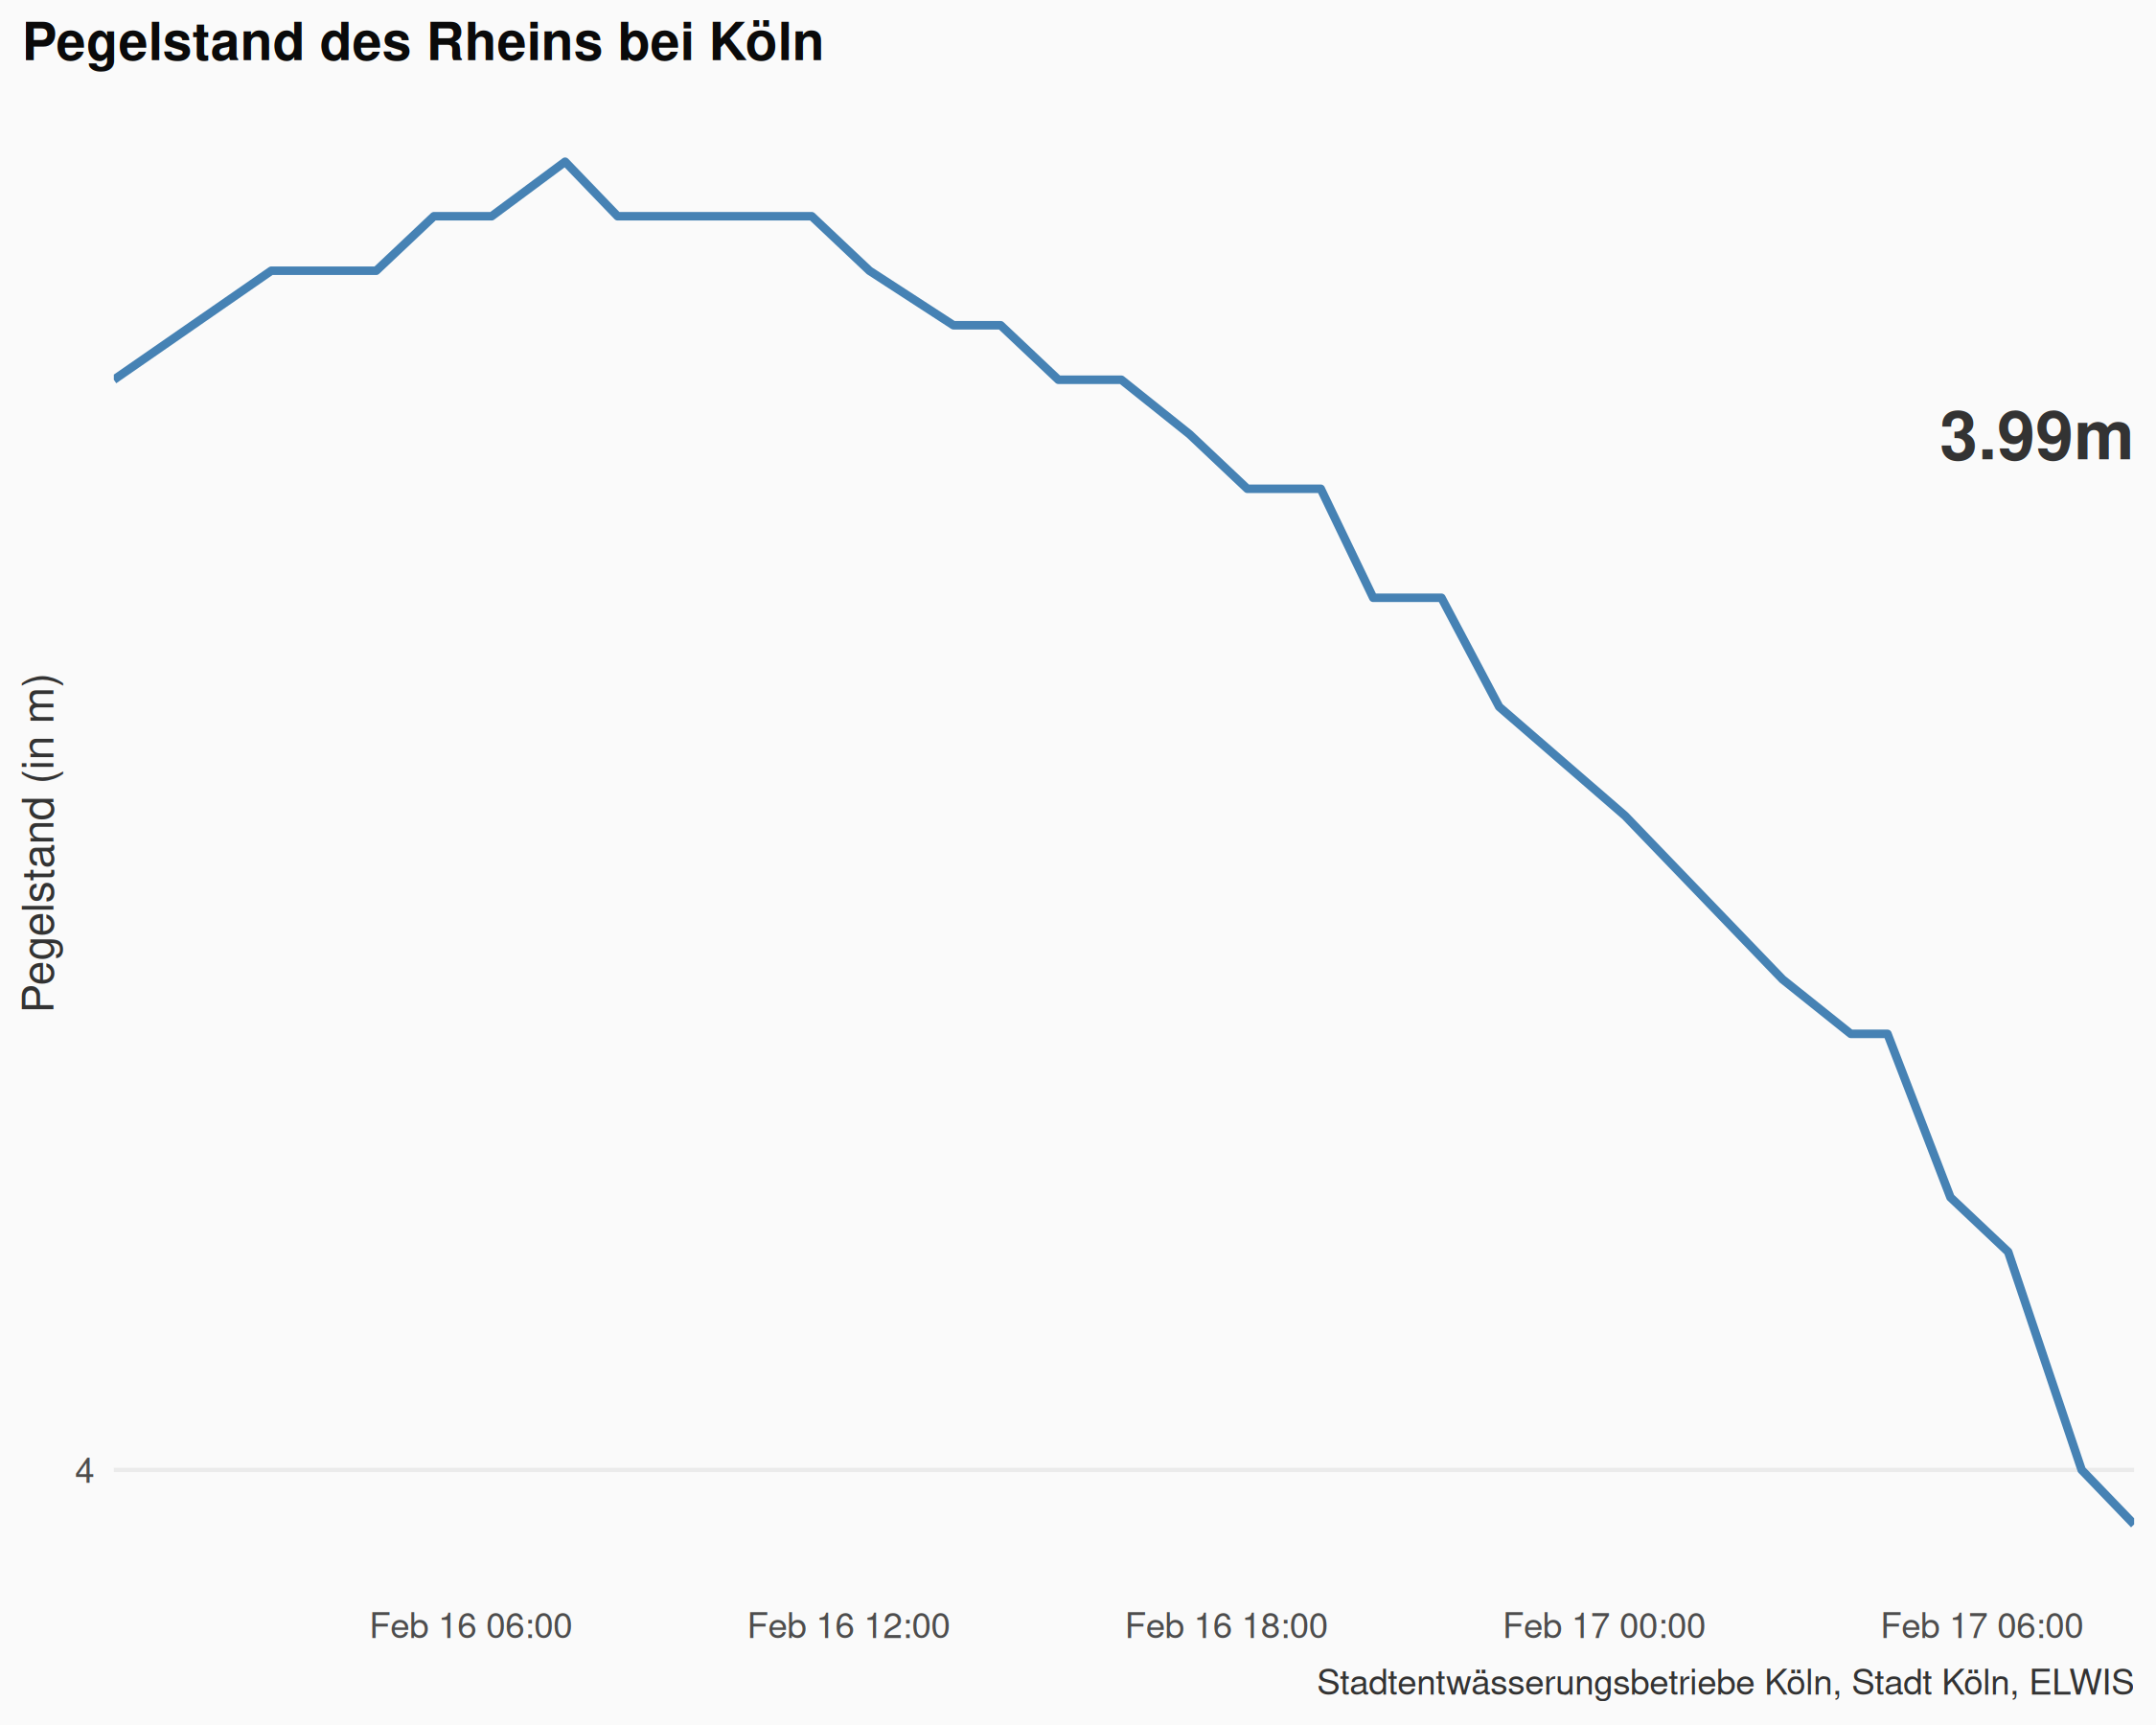 Pegelstand des Rheins bei Köln
3.99m
Pegelstand (in m)
4
Feb 16 06:00
Feb 16 12:00
Feb 16 18:00
Feb 17 00:00
Feb 17 06:00
Stadtentwässerungsbetriebe Köln, Stadt Köln, ELWIS